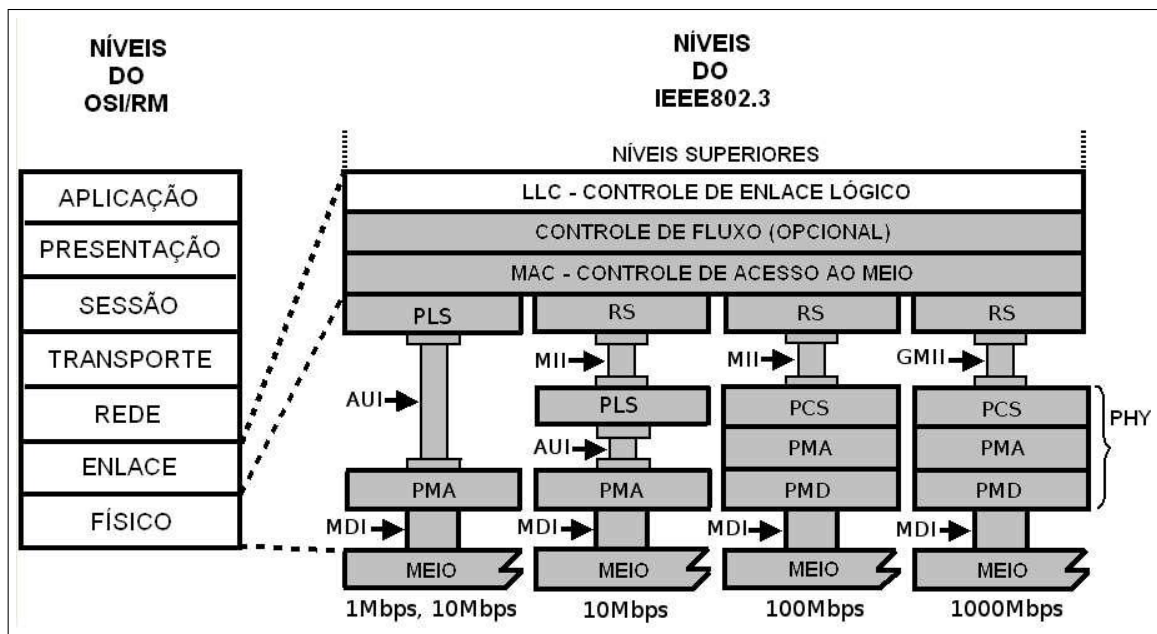 NÍVEIS
DO
OSI/RM
NÍVEIS
DO
IEEE802.3
APLICAÇÃO
PRESENTAÇÃO
SESSÃO
TRANSPORTE
REDE
ENLACE
FÍSICO
NÍVEIS SUPERIORES
LLC - CONTROLE DE ENLACE LÓGICO
CONTROLE DE FLUXO (OPCIONAL)
MAC - CONTROLE DE ACESSO AO MEIO
PLS
AUI
PMA
MDI
MEIO
1Mbps, 10Mbps
RS
MII
PLS
AUI
PMA
MDI
MEIO
10Mbps
RS
MII
PCS
PMA
PMD
MDI
MEIO
100Mbps
RS
GMII
PCS
PMA
PMD
PHY
MDI
MEIO
1000Mbps